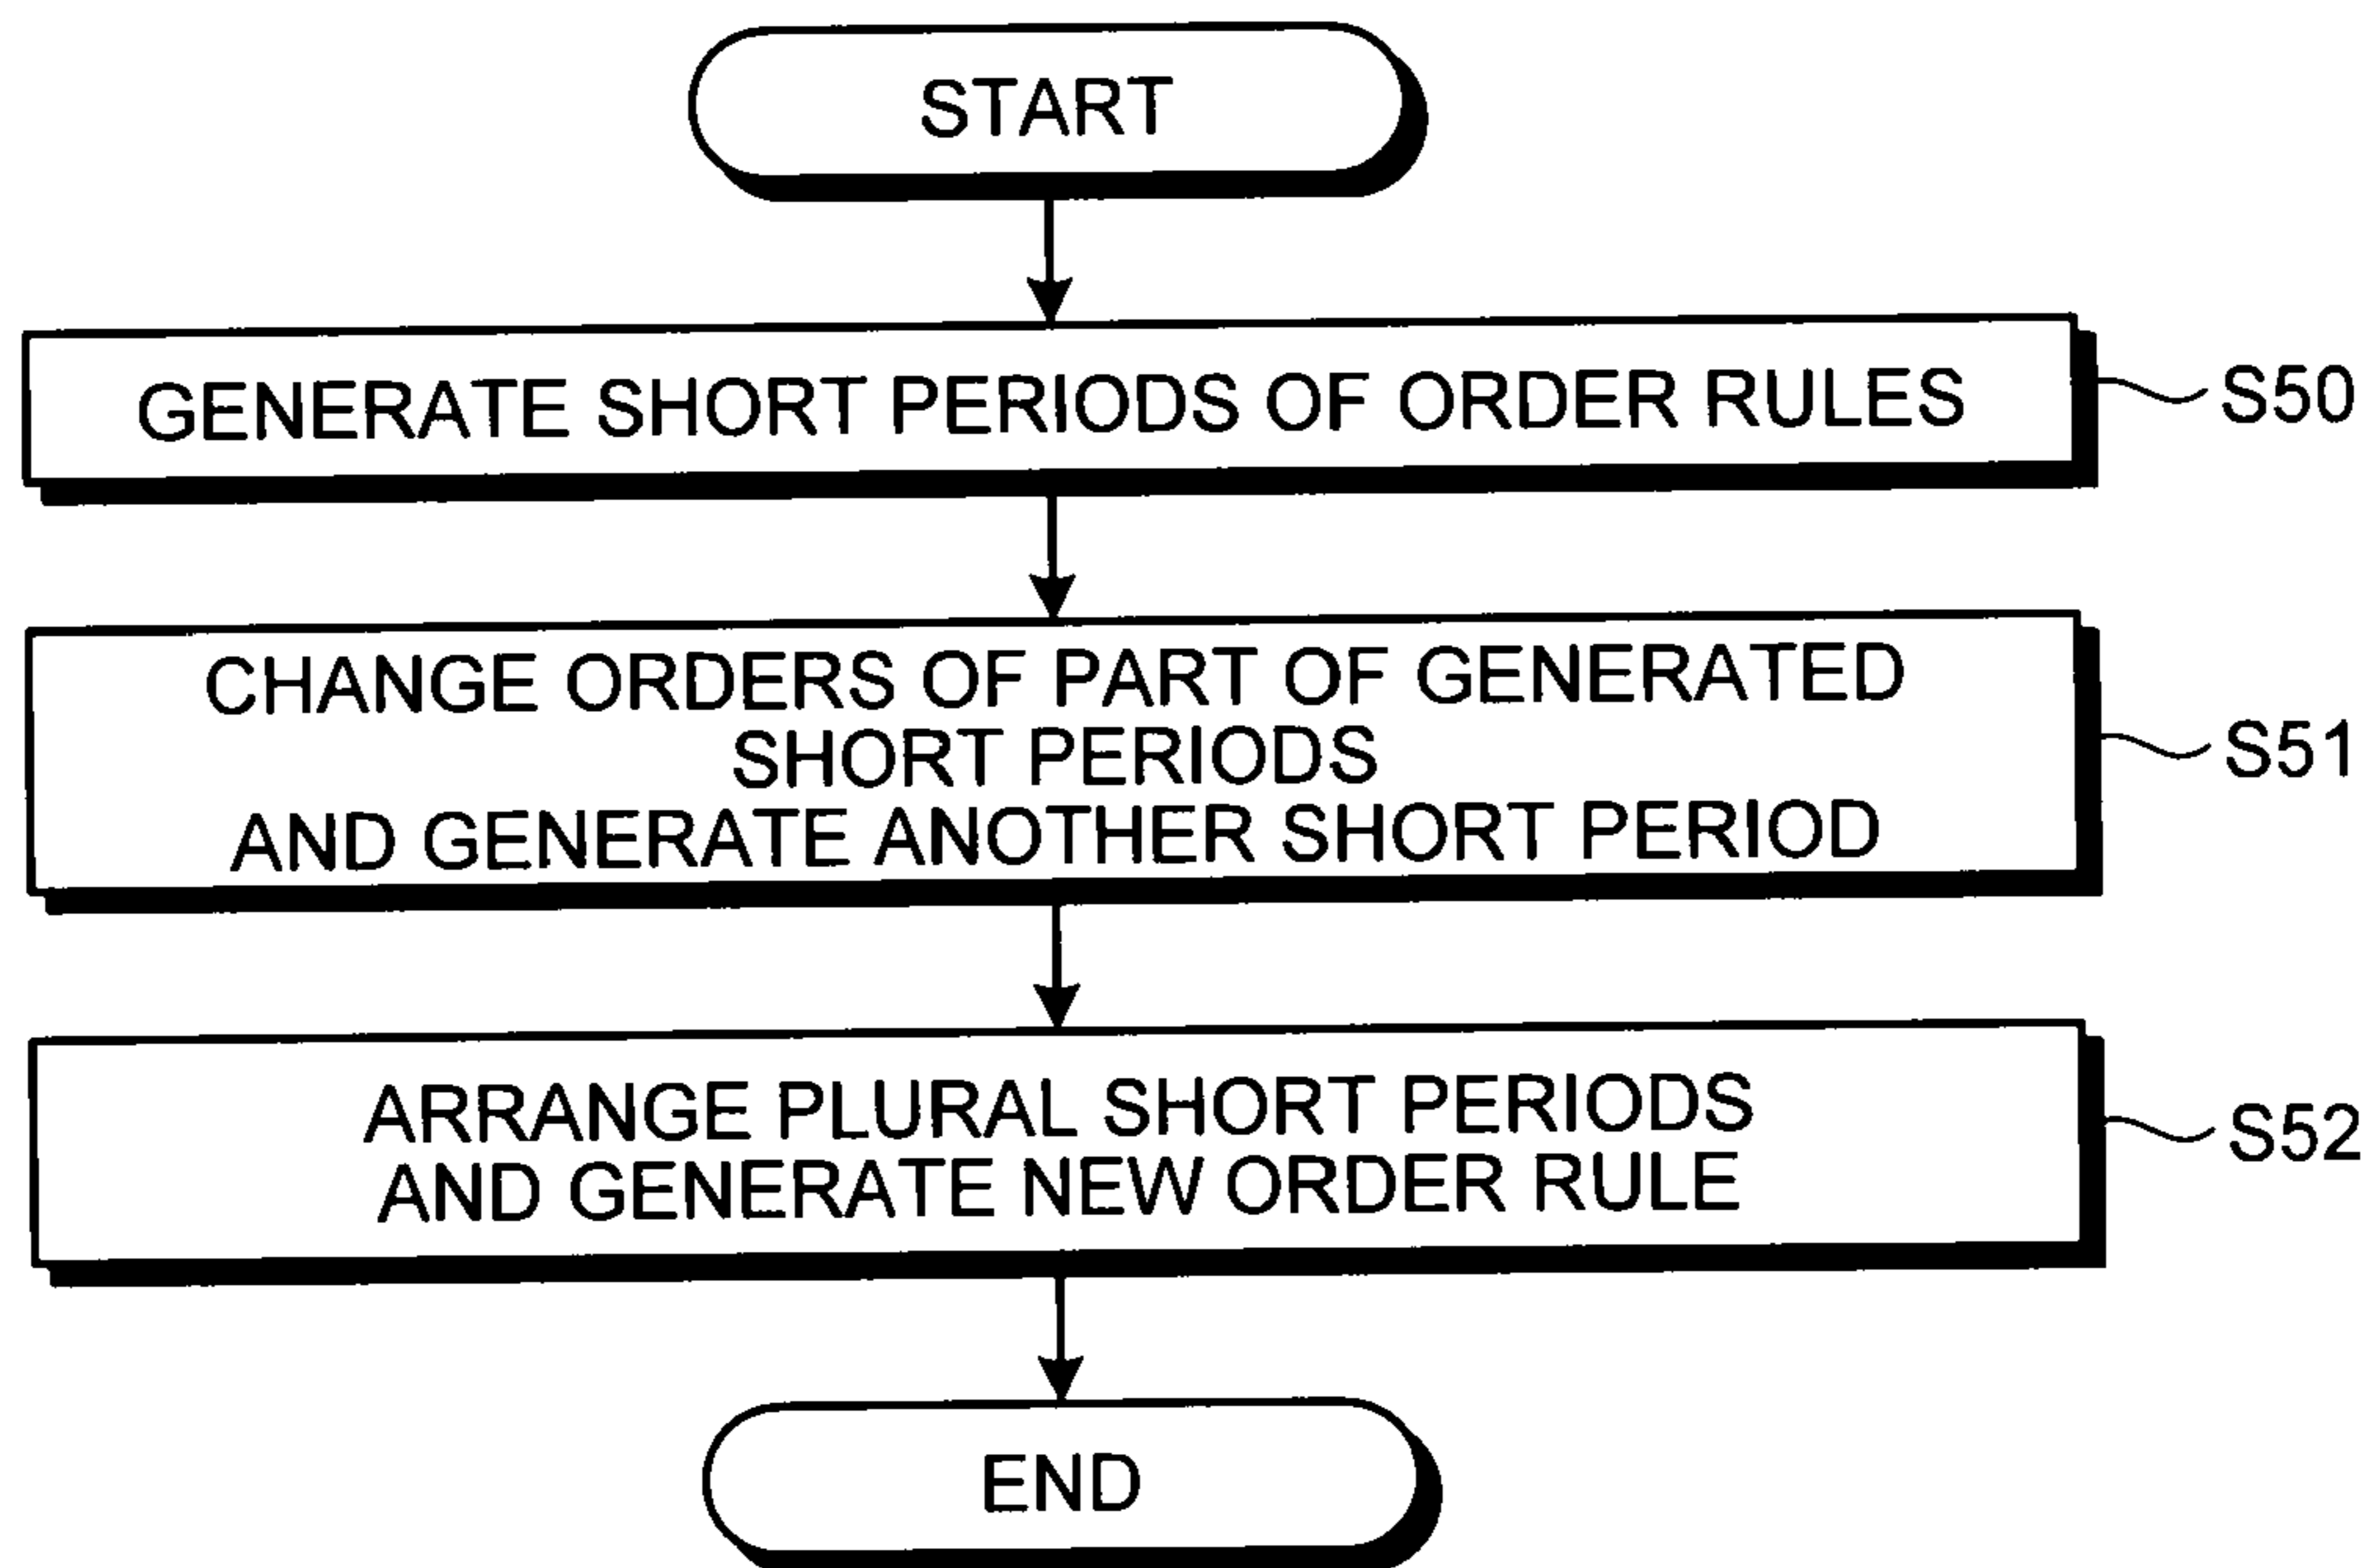 START
GENERATE SHORT PERIODS OF ORDER RULES
S50
CHANGE ORDERS OF PART OF GENERATED
SHORT PERIODS
AND GENERATE ANOTHER SHORT PERIOD
S51
ARRANGE PLURAL SHORT PERIODS
AND GENERATE NEW ORDER RULE
S52
END